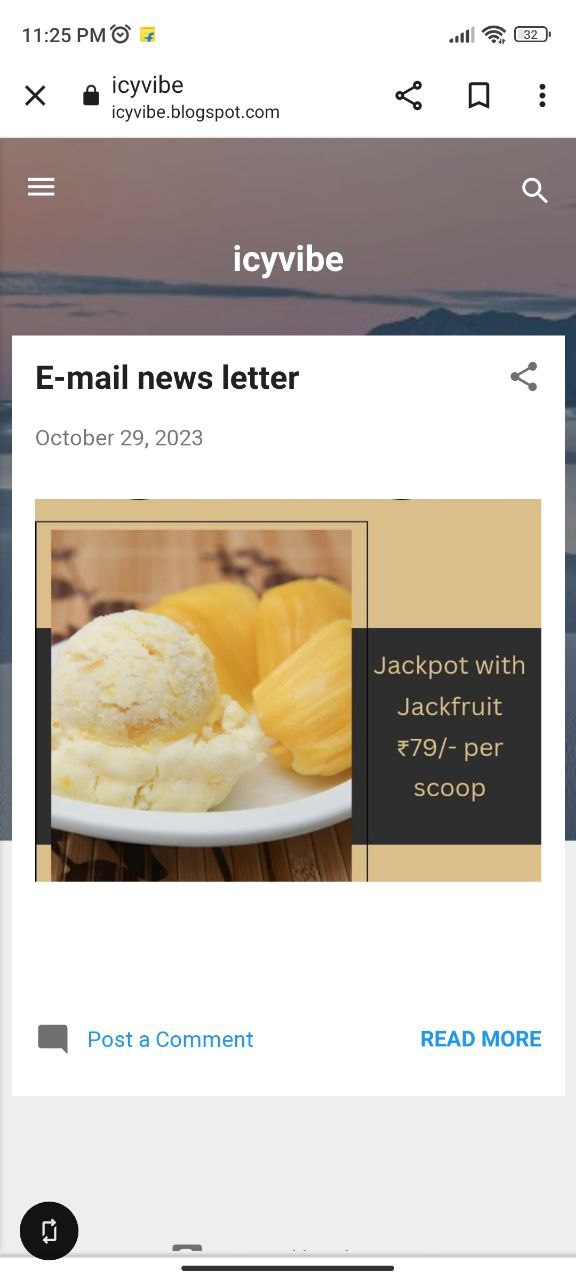 11:25 PM
32
icyvibe
icyvibe.blogspot.com
icyvibe
E-mail news letter
October 29, 2023
Jackpot with
Jackfruit
₹79/- per
scoop
Post a Comment
READ MORE